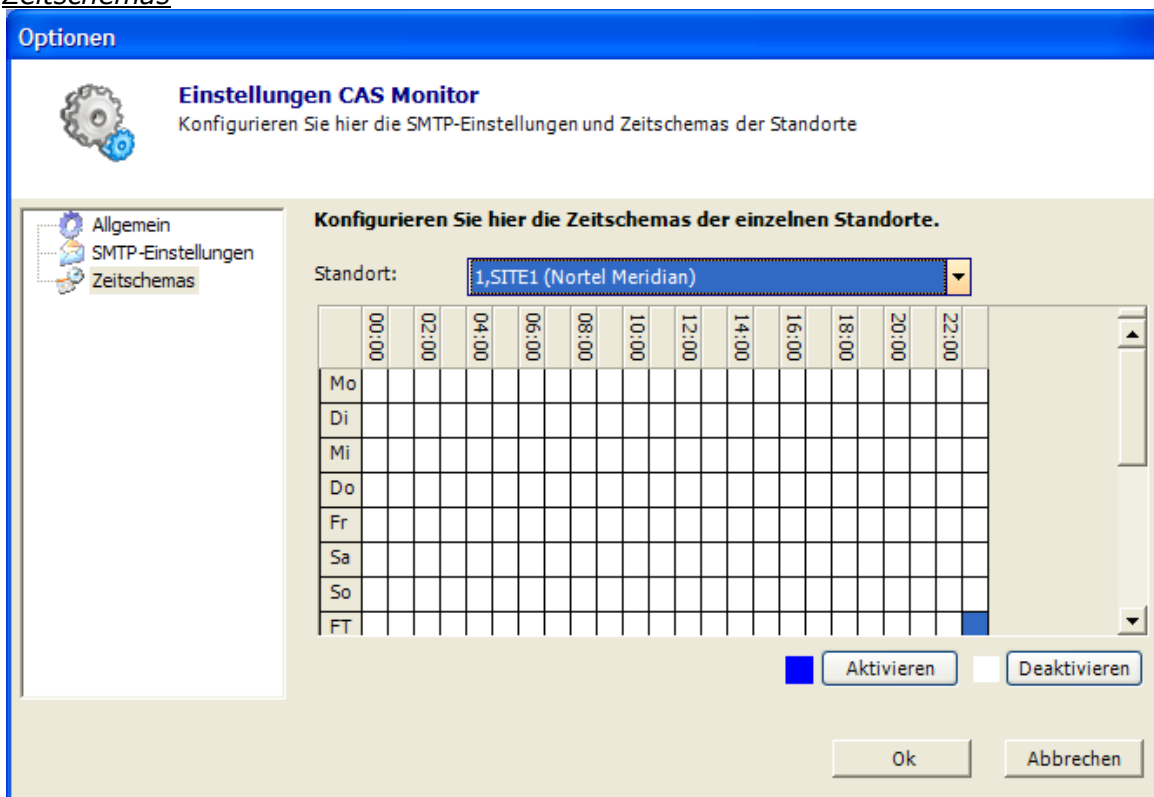 Zeitschemas
Optionen
Einstellungen CAS Monitor
Konfigurieren Sie hier die SMTP-Einstellungen und Zeitschemas der Standorte
Allgemein
SMTP-Einstellungen
Zeitschemas
Konfigurieren Sie hier die Zeitschemas der einzelnen Standorte.
Standort: 1,SITE1 (Nortel Meridian)
00:00 02:00 04:00 06:00 08:00 10:00 12:00 14:00 16:00 18:00 20:00 22:00
Mo
Di
Mi
Do
Fr
Sa
So
FT
Aktivieren Deaktivieren
Ok Abbrechen